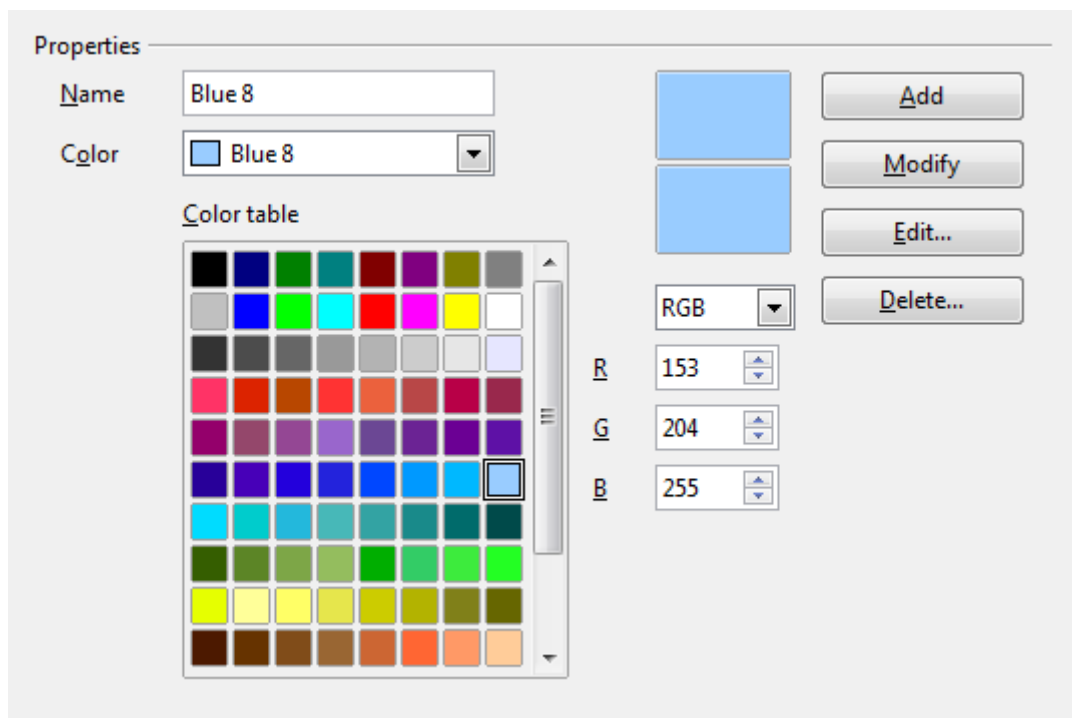 Properties
Name Blue 8 Add
Color Blue 8 Modify
Color table
Edit...
RGB Delete...
R 153
G 204
B 255